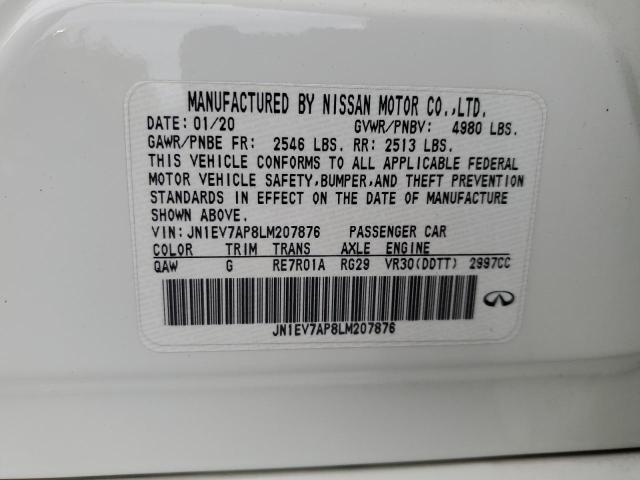 MANUFACTURED BY NISSAN MOTOR CO.,LTD.
DATE: 01/20 GVWR/PNBV: 4980 LBS.
GAWR/PNBE FR: 2546 LBS. RR: 2513 LBS.
THIS VEHICLE CONFORMS TO ALL APPLICABLE FEDERAL
MOTOR VEHICLE SAFETY,BUMPER,AND THEFT PREVENTION
STANDARDS IN EFFECT ON THE DATE OF MANUFACTURE
SHOWN ABOVE.
VIN: JN1EV7AP8LM207876 PASSENGER CAR
COLOR TRIM TRANS AXLE ENGINE
QAW G RE7R01A RG29 VR30(DDTT) 2997CC
JN1EV7AP8LM207876